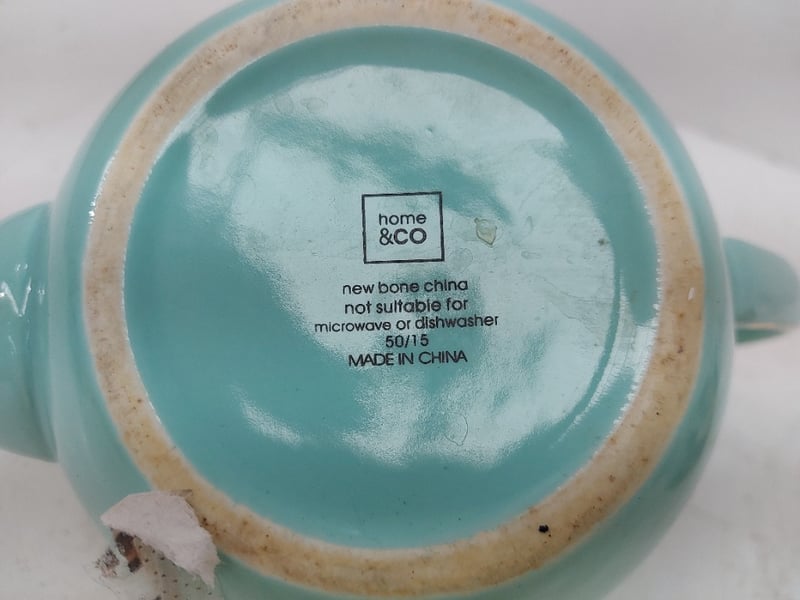 home
&CO
new bone china
not suitable for
microwave or dishwasher
50/15
MADE IN CHINA